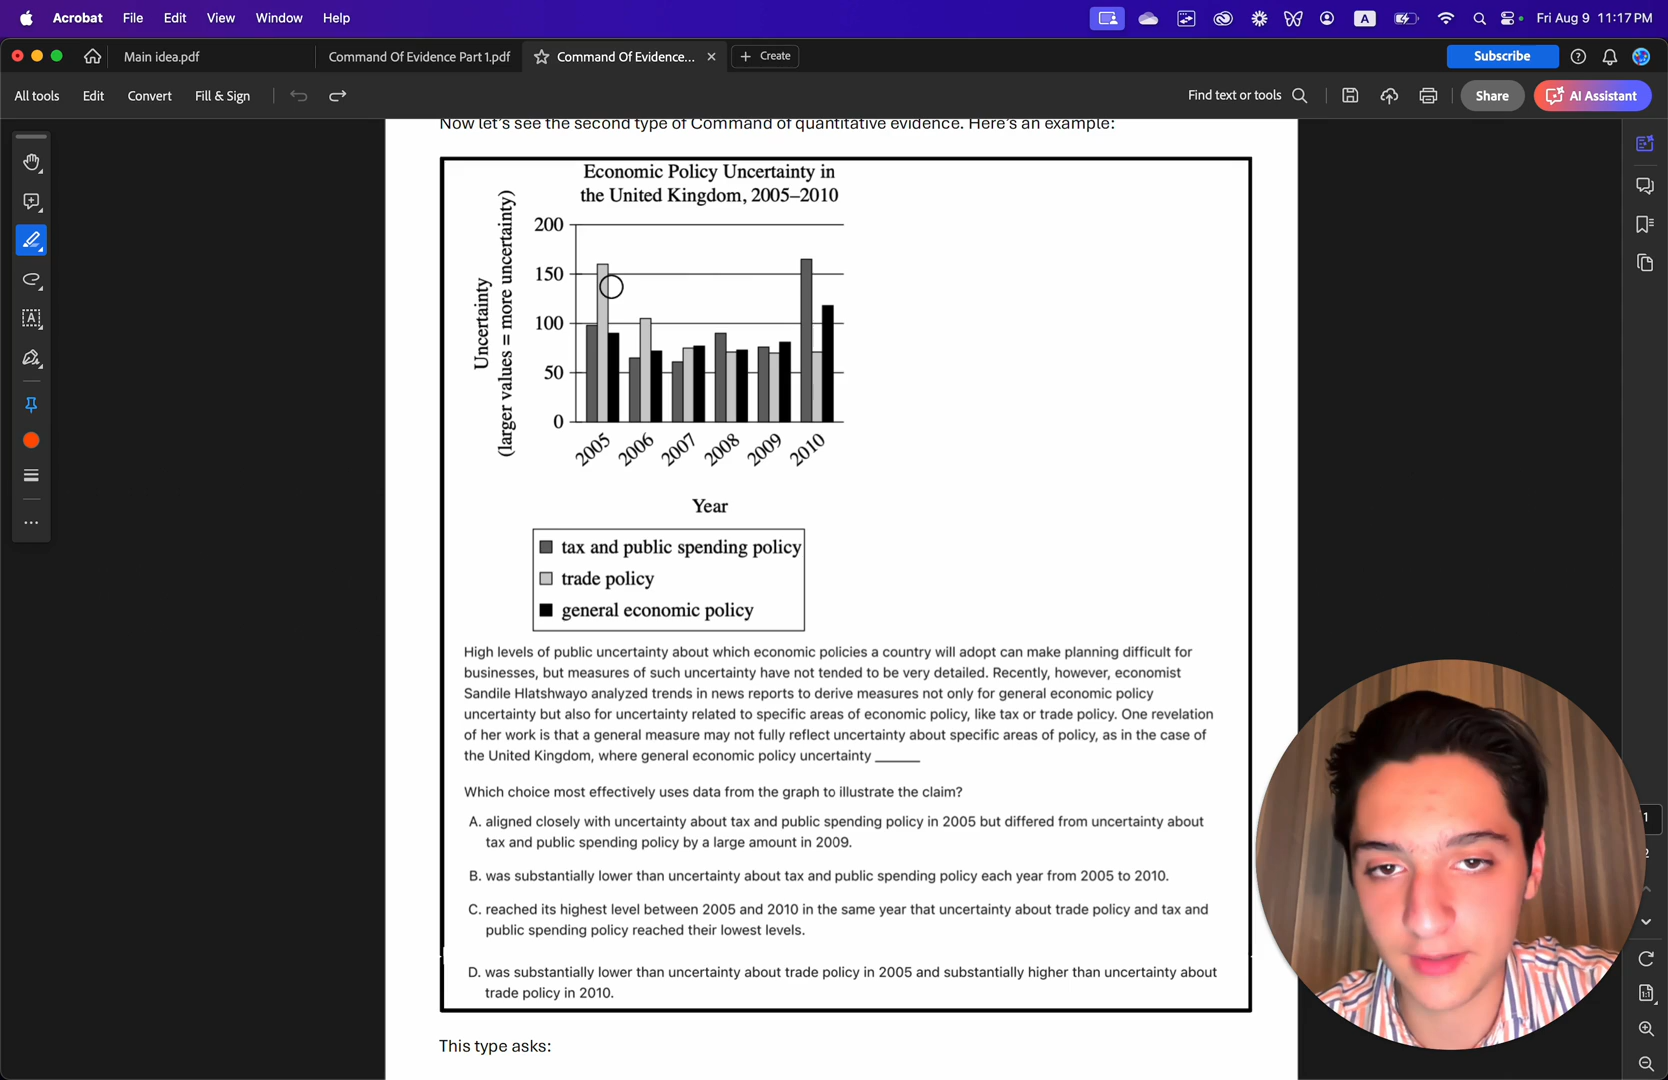 Acrobat File Edit View Window Help
A
Fri Aug 9 11:17 PM
Main idea.pdf
Command Of Evidence Part 1.pdf
Command Of Evidence...
Create
Subscribe
All tools Edit Convert Fill & Sign
Find text or tools
Share
AI Assistant
Now let's see the second type of Command of quantitative evidence. Here's an example:
Economic Policy Uncertainty in
the United Kingdom, 2005–2010
Uncertainty
(larger values = more uncertainty)
200
150
100
50
0
2005 2006 2007 2008 2009 2010
Year
tax and public spending policy
trade policy
general economic policy
High levels of public uncertainty about which economic policies a country will adopt can make planning difficult for
businesses, but measures of such uncertainty have not tended to be very detailed. Recently, however, economist
Sandile Hlatshwayo analyzed trends in news reports to derive measures not only for general economic policy
uncertainty but also for uncertainty related to specific areas of economic policy, like tax or trade policy. One revelation
of her work is that a general measure may not fully reflect uncertainty about specific areas of policy, as in the case of
the United Kingdom, where general economic policy uncertainty ______
Which choice most effectively uses data from the graph to illustrate the claim?
A. aligned closely with uncertainty about tax and public spending policy in 2005 but differed from uncertainty about
tax and public spending policy by a large amount in 2009.
B. was substantially lower than uncertainty about tax and public spending policy each year from 2005 to 2010.
C. reached its highest level between 2005 and 2010 in the same year that uncertainty about trade policy and tax and
public spending policy reached their lowest levels.
D. was substantially lower than uncertainty about trade policy in 2005 and substantially higher than uncertainty about
trade policy in 2010.
This type asks:
1
2
1:1